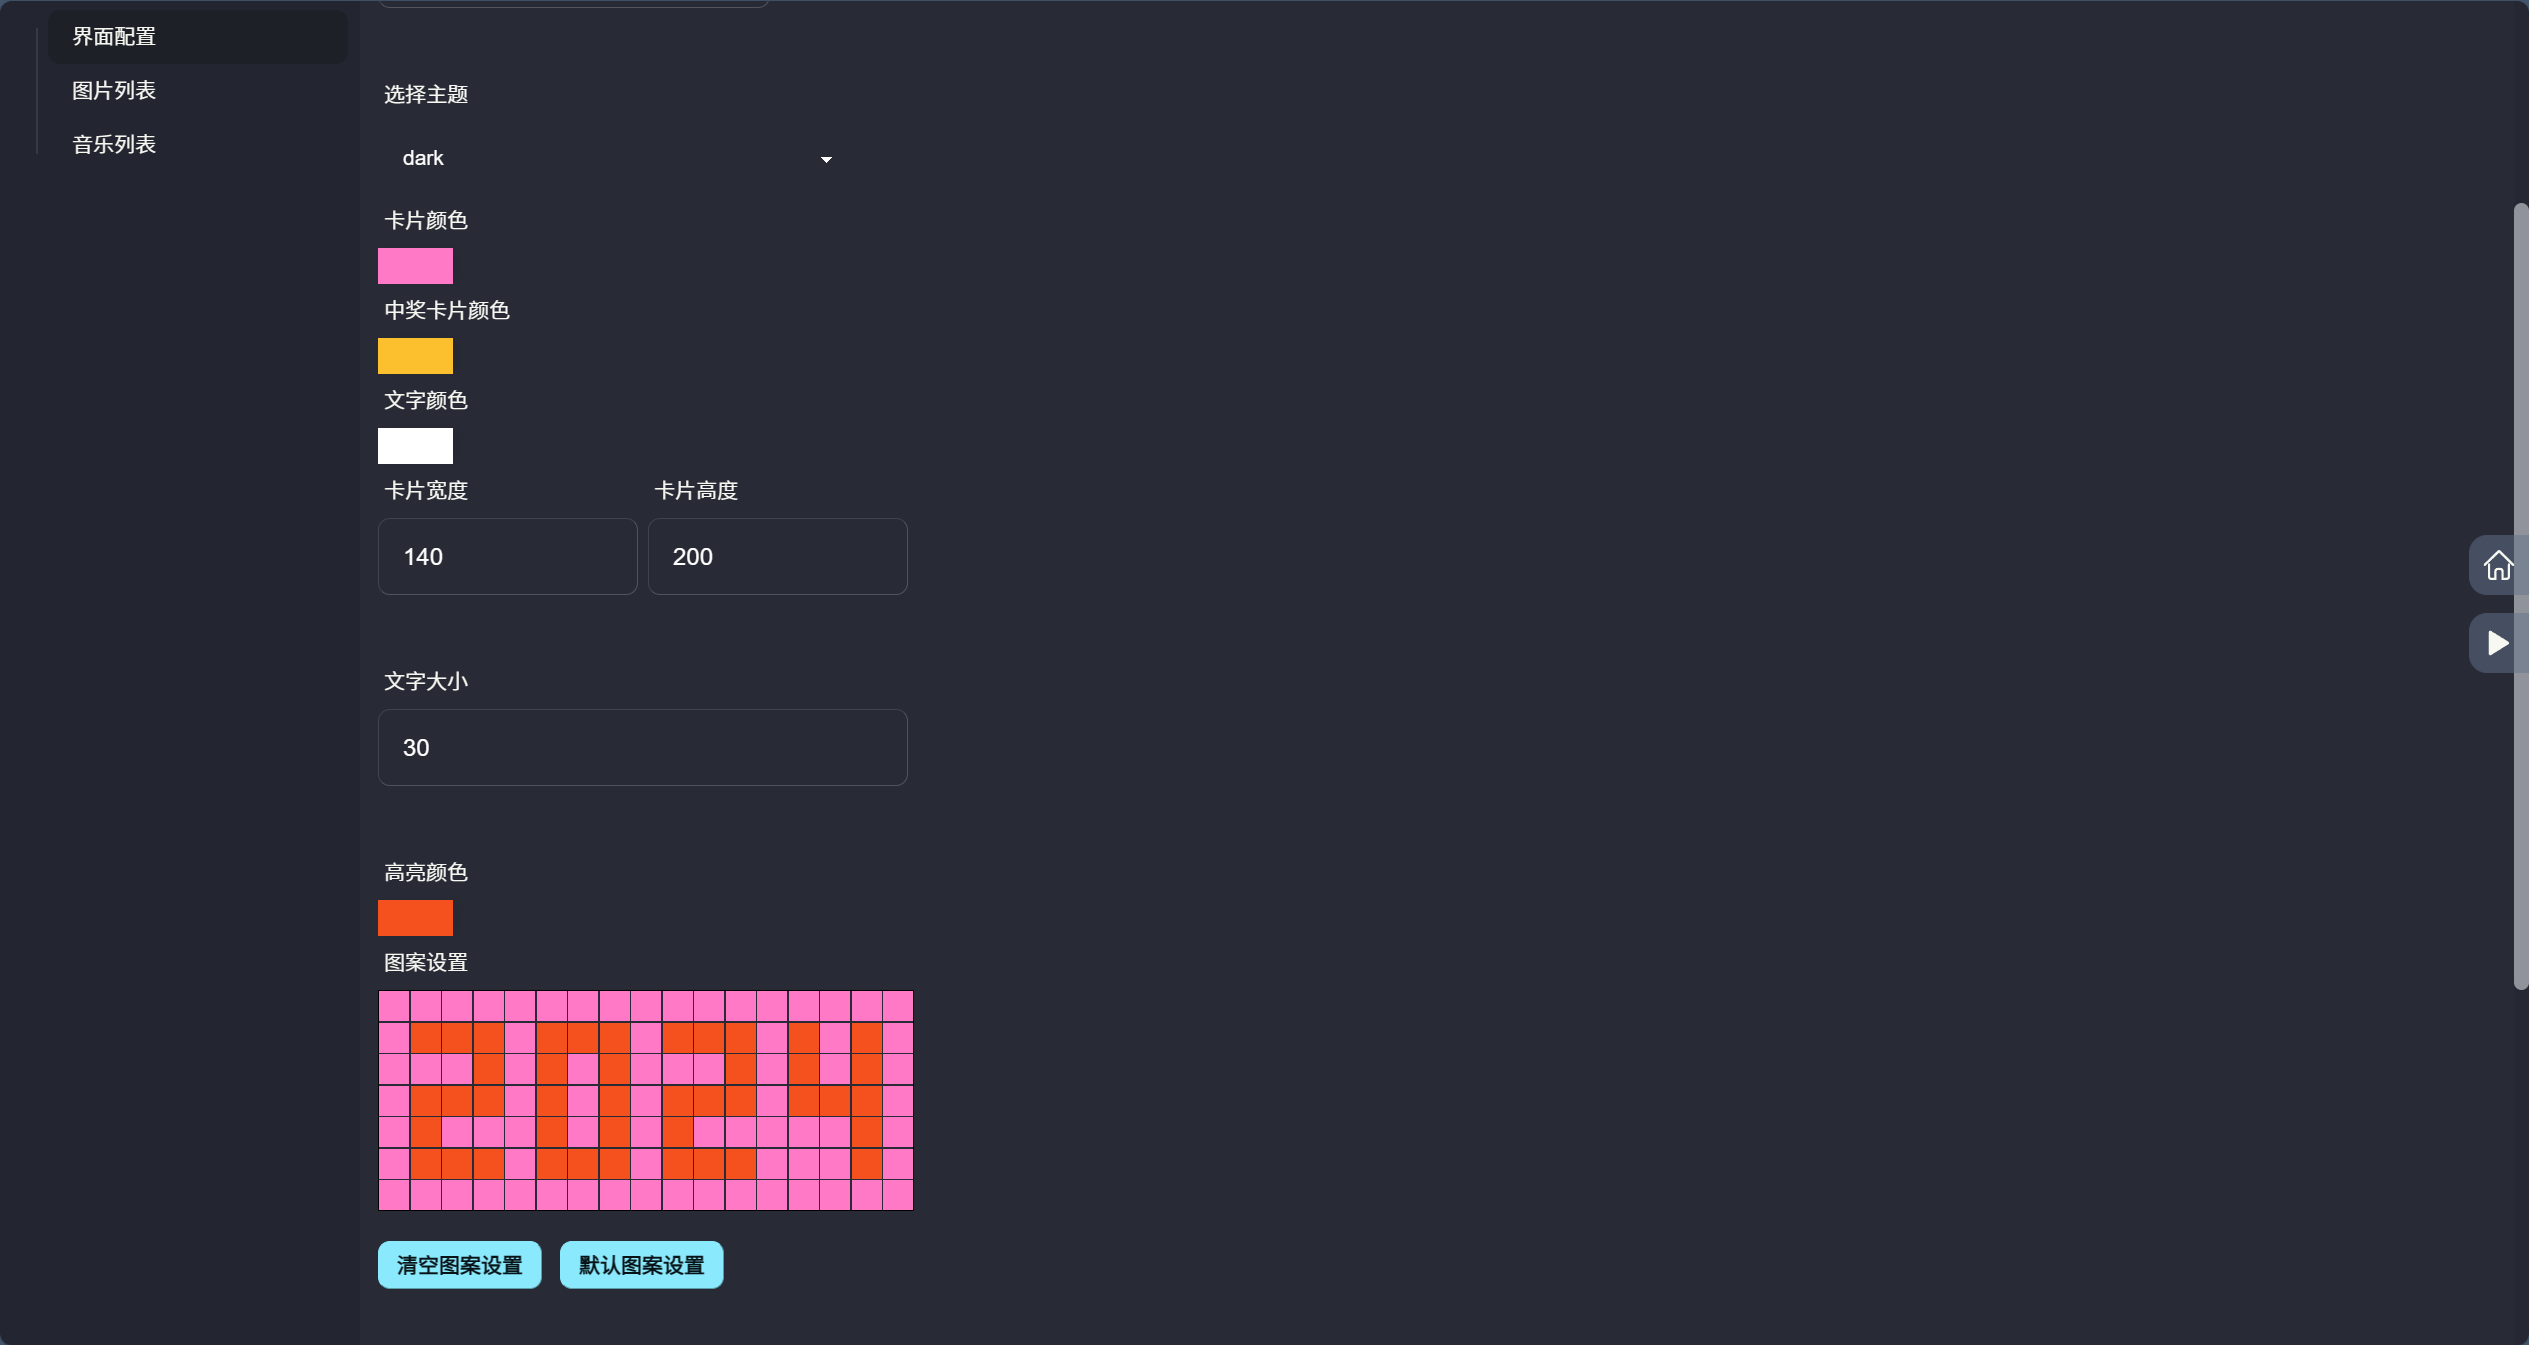 界面配置
图片列表
音乐列表
选择主题
dark
卡片颜色
中奖卡片颜色
文字颜色
卡片宽度 卡片高度
140 200
文字大小
30
高亮颜色
图案设置
2024
清空图案设置 默认图案设置